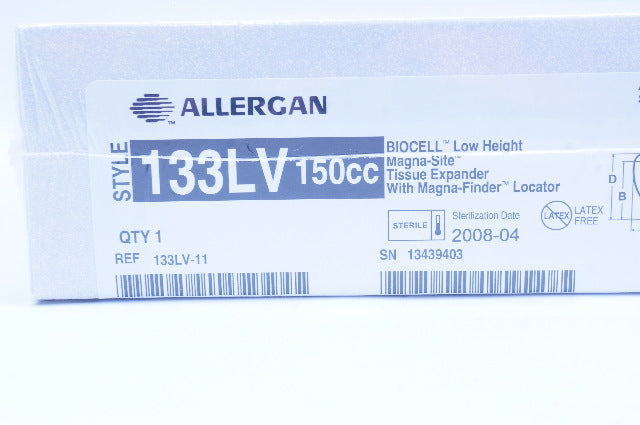 ALLERGAN™
STYLE 133LV 150CC
BIOCELL™ Low Height
Magna-Site™
Tissue Expander
With Magna-Finder™ Locator
STERILE
Sterilization Date
2008-04
LATEX
LATEX
FREE
D
B
QTY 1
REF 133LV-11
SN 13439403